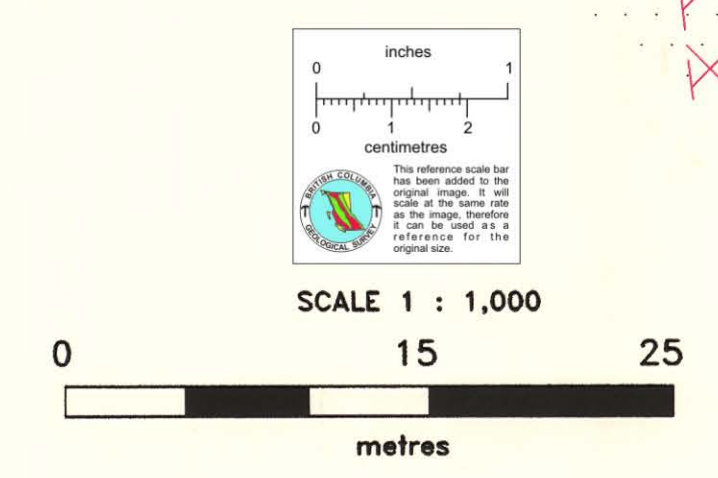 inches
0 1
0 1 2
centimetres
BRITISH COLUMBIA
GEOLOGICAL SURVEY
This reference scale bar
has been added to the
original image. It will
scale at the same rate
as the image, therefore
it can be used as a
reference for the
original size.
SCALE 1 : 1,000
0 15 25
metres